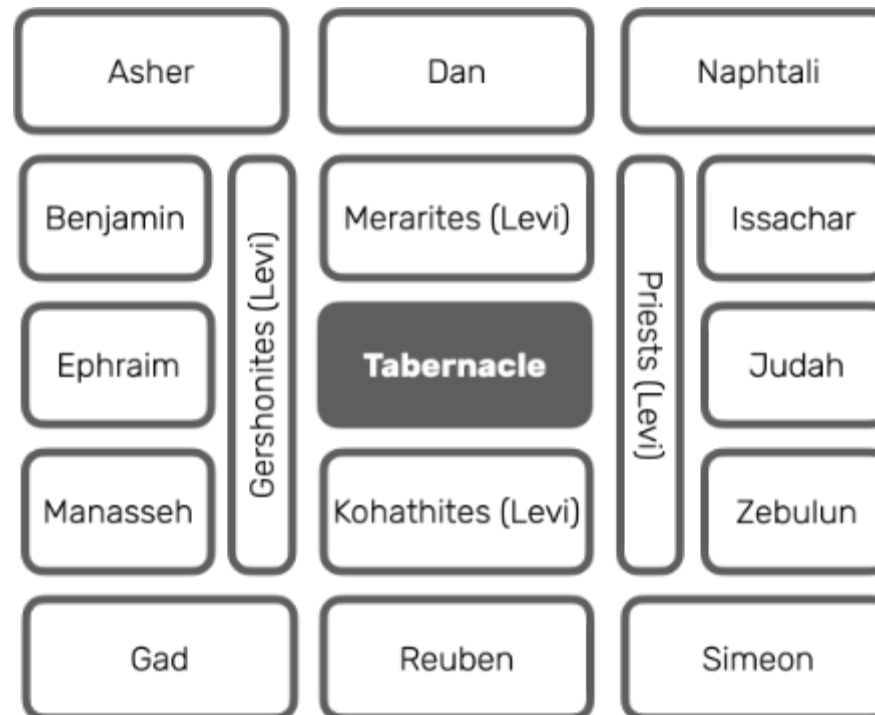 Asher
Dan
Naphtali
Benjamin
Gershonites (Levi)
Merarites (Levi)
Priests (Levi)
Issachar
Ephraim
Tabernacle
Judah
Manasseh
Kohathites (Levi)
Zebulun
Gad
Reuben
Simeon